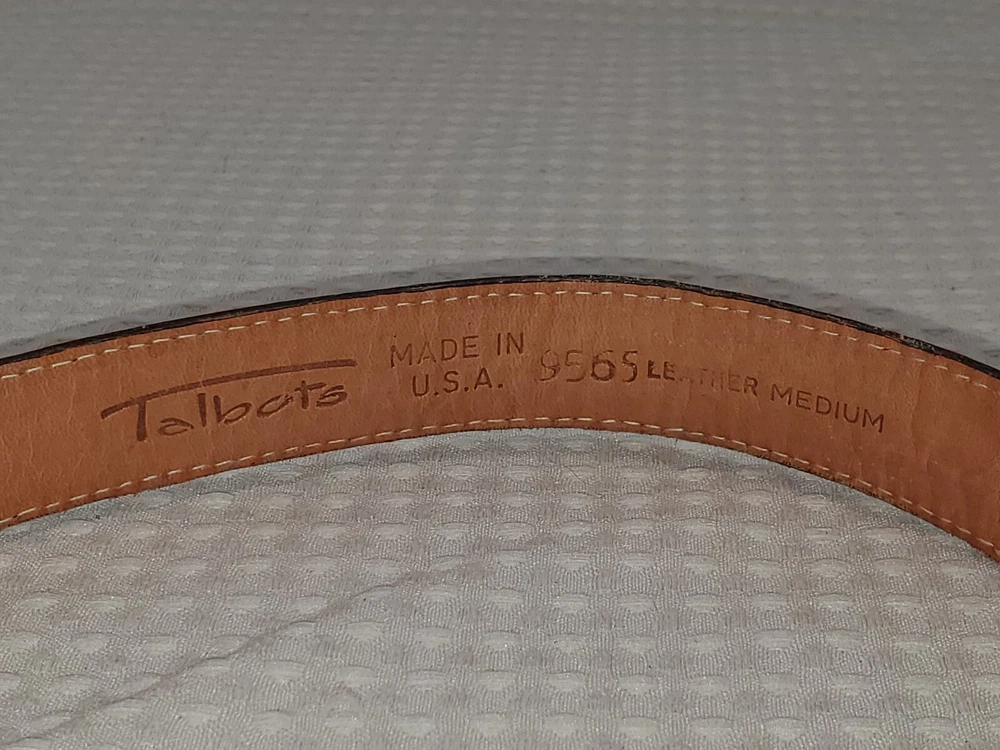 Talbots
MADE IN
U.S.A.
9565
LEATHER MEDIUM